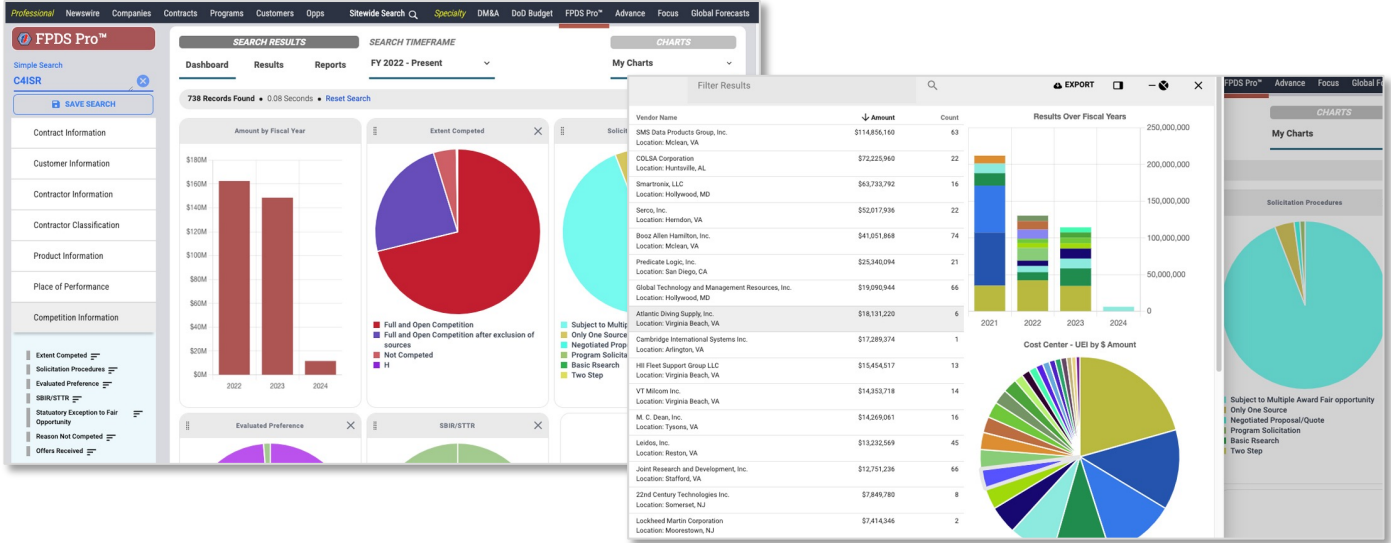 Professional Newswire Companies Contracts Programs Customers Opps Sitewide Search Specialty DM&A DoD Budget FPDS Pro™ Advance Focus Global Forecasts
FPDS Pro™
Simple Search
C4ISR
SAVE SEARCH
Contract Information
Customer Information
Contractor Information
Contractor Classification
Product Information
Place of Performance
Competition Information
Extent Competed
Solicitation Procedures
Evaluated Preference
SBIR/STTR
Statuatory Exception to Fair
Opportunity
Reason Not Competed
Offers Received
SEARCH RESULTS SEARCH TIMEFRAME CHARTS
Dashboard Results Reports FY 2022 - Present My Charts
738 Records Found • 0.08 Seconds • Reset Search
Amount by Fiscal Year
$180M
$160M
$140M
$120M
$100M
$80M
$60M
$40M
$20M
$0M
2022 2023 2024
Extent Competed
Full and Open Competition
Full and Open Competition after exclusion of
sources
Not Competed
H
Solicit
Subject to Multip
Only One Source
Negotiated Prop
Program Solicita
Basic Rsearch
Two Step
Evaluated Preference
SBIR/STTR
Filter Results
EXPORT
Vendor Name Amount Count
SMS Data Products Group, Inc. $114,856,160 63
Location: Mclean, VA
COLSA Corporation $72,225,960 22
Location: Huntsville, AL
Smartronix, LLC $63,733,792 16
Location: Hollywood, MD
Serco, Inc. $52,017,936 22
Location: Herndon, VA
Booz Allen Hamilton, Inc. $41,051,868 74
Location: Mclean, VA
Predicate Logic, Inc. $25,340,094 21
Location: San Diego, CA
Global Technology and Management Resources, Inc. $19,090,944 66
Location: Hollywood, MD
Atlantic Diving Supply, Inc. $18,131,220 6
Location: Virginia Beach, VA
Cambridge International Systems Inc. $17,289,374 1
Location: Arlington, VA
HII Fleet Support Group LLC $15,454,517 13
Location: Virginia Beach, VA
VT Milcom Inc. $14,353,718 14
Location: Virginia Beach, VA
M. C. Dean, Inc. $14,269,061 16
Location: Tysons, VA
Leidos, Inc. $13,232,569 45
Location: Reston, VA
Joint Research and Development, Inc. $12,751,236 66
Location: Stafford, VA
22nd Century Technologies Inc. $7,849,780 8
Location: Somerset, NJ
Lockheed Martin Corporation $7,414,346 2
Location: Moorestown, NJ
Results Over Fiscal Years
250,000,000
200,000,000
150,000,000
100,000,000
50,000,000
0
2021 2022 2023 2024
Cost Center - UEI by $ Amount
FPDS Pro™ Advance Focus Global Fo
CHARTS
My Charts
Solicitation Procedures
Subject to Multiple Award Fair opportunity
Only One Source
Negotiated Proposal/Quote
Program Solicitation
Basic Rsearch
Two Step